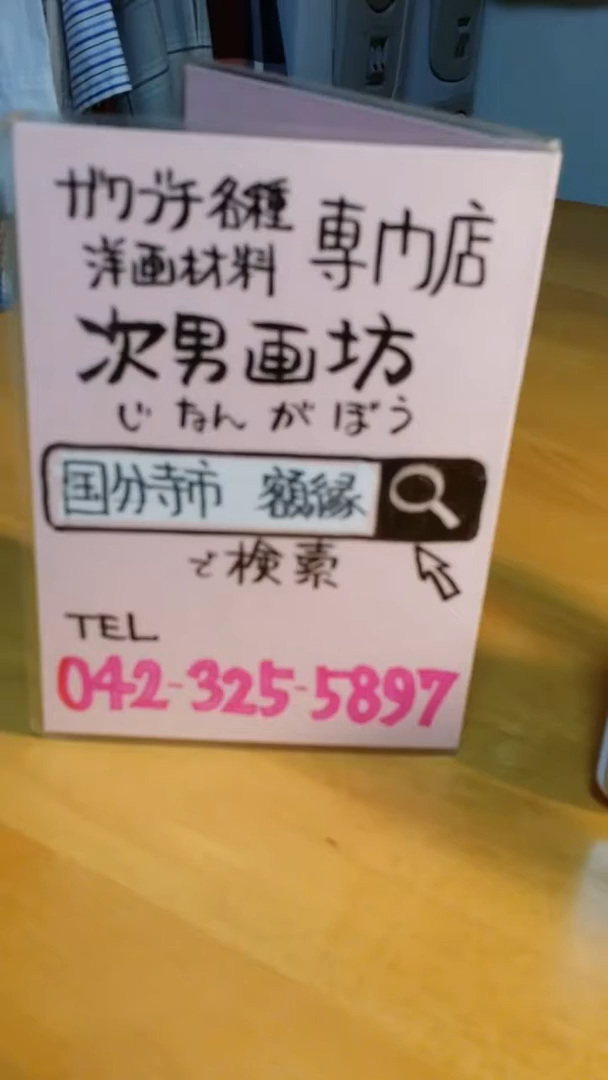 ガクブチ各種
洋画材料
専門店
次男画坊
じなんがぼう
国分寺市 額縁
で検索
TEL
042-325-5897